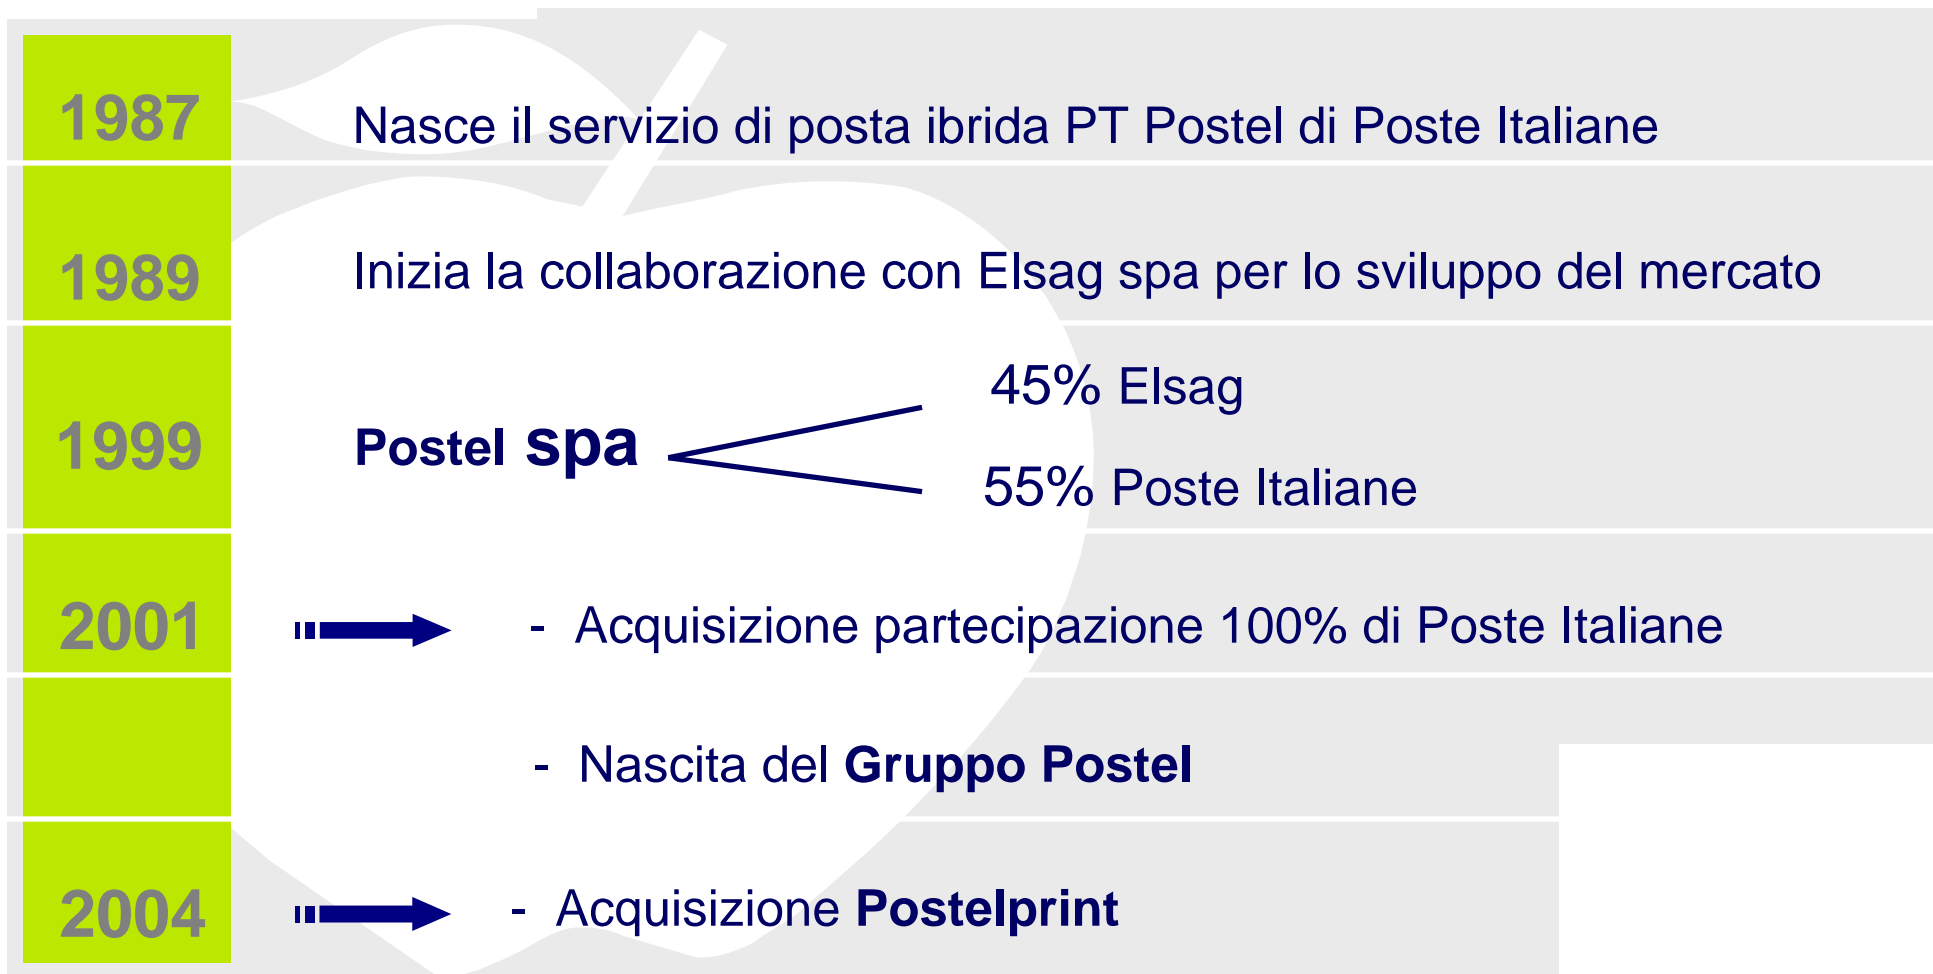 1987 Nasce il servizio di posta ibrida PT Postel di Poste Italiane
1989 Inizia la collaborazione con Elsag spa per lo sviluppo del mercato
45% Elsag
1999 Postel spa
55% Poste Italiane
2001 - Acquisizione partecipazione 100% di Poste Italiane
- Nascita del Gruppo Postel
2004 - Acquisizione Postelprint